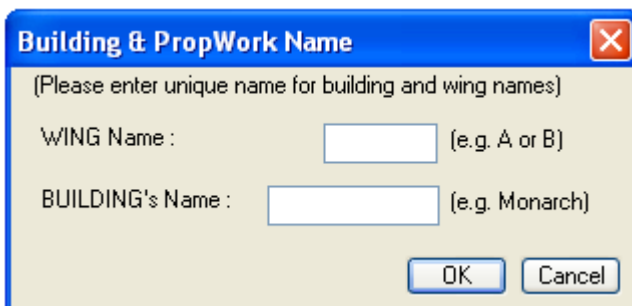 Building & PropWork Name
(Please enter unique name for building and wing names)
WING Name : (e.g. A or B)
BUILDING's Name : (e.g. Monarch)
OK Cancel